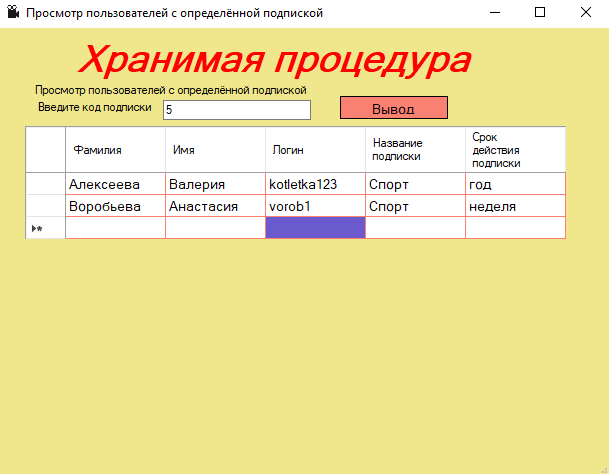 Просмотр пользователей с определённой подпиской
Хранимая процедура
Просмотр пользователей с определённой подпиской
Введите код подписки 5 Вывод
Фамилия Имя Логин Название подписки Срок действия подписки
Алексеева Валерия kotletka123 Спорт год
Воробьева Анастасия vorob1 Спорт неделя